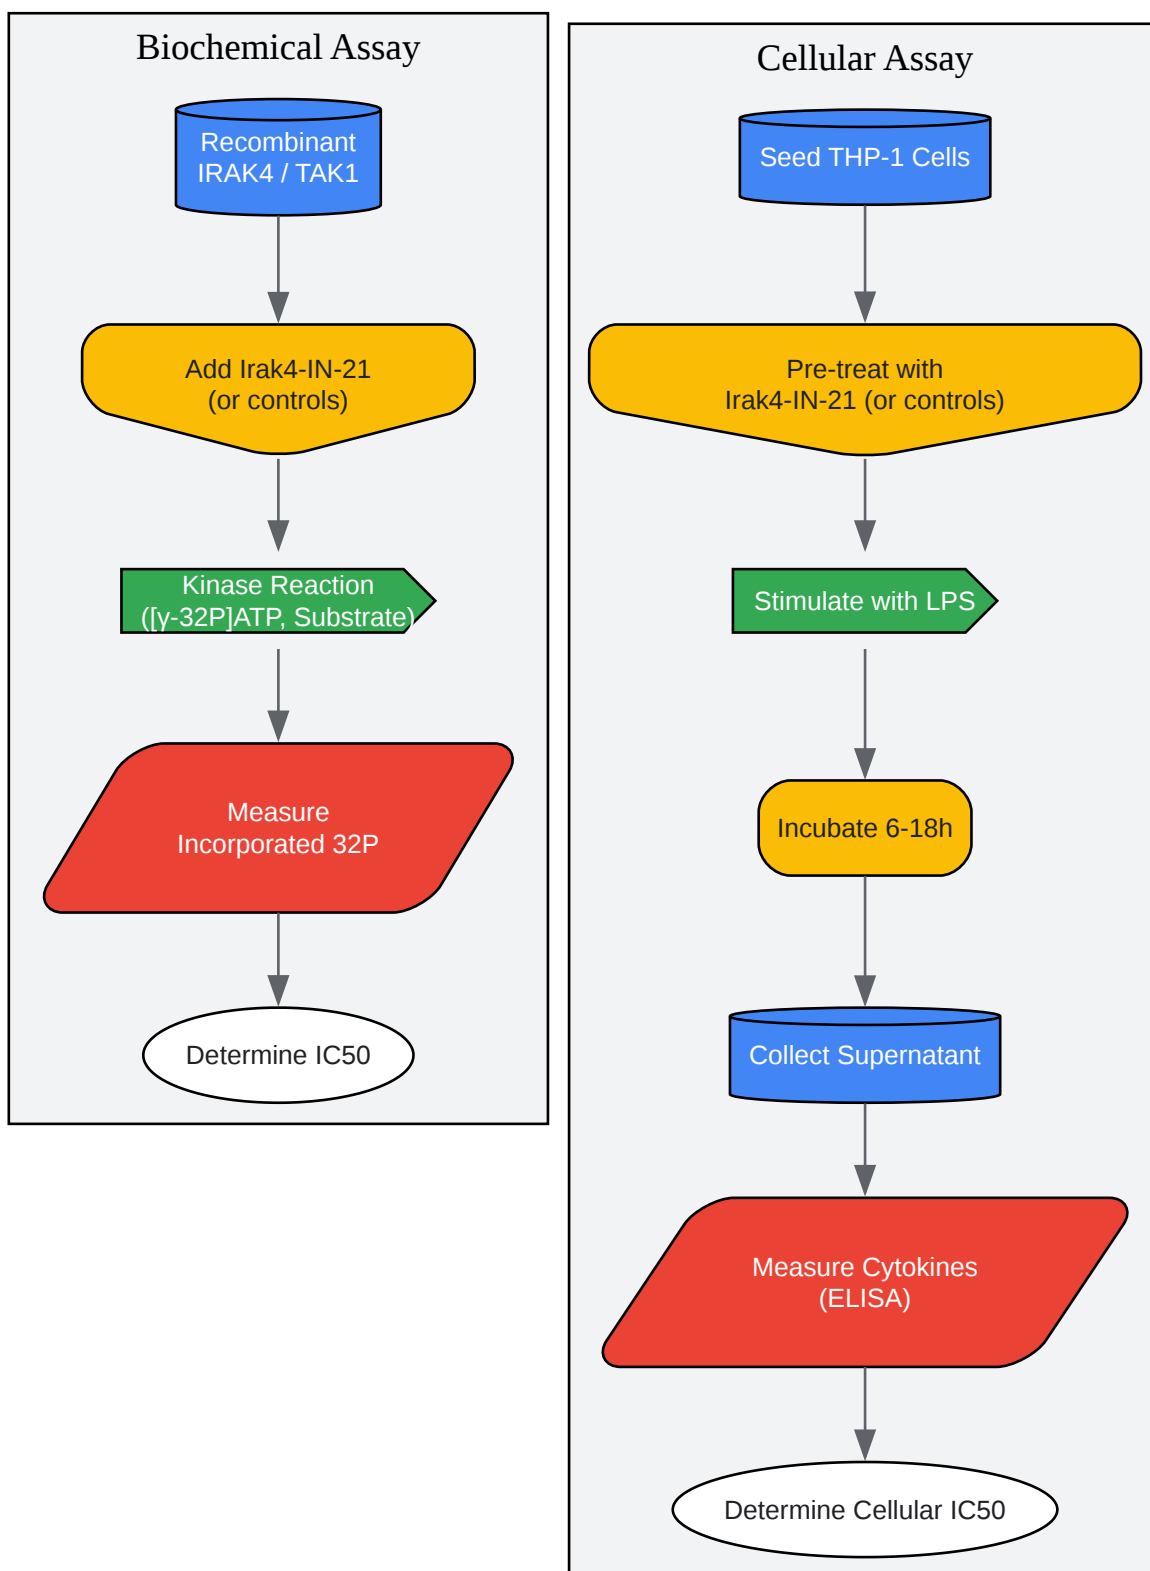 Biochemical Assay
Recombinant
IRAK4 / TAK1
Add Irak4-IN-21
(or controls)
Kinase Reaction
([γ-32P]ATP, Substrate)
Measure
Incorporated 32P
Determine IC50
Cellular Assay
Seed THP-1 Cells
Pre-treat with
Irak4-IN-21 (or controls)
Stimulate with LPS
Incubate 6-18h
Collect Supernatant
Measure Cytokines
(ELISA)
Determine Cellular IC50